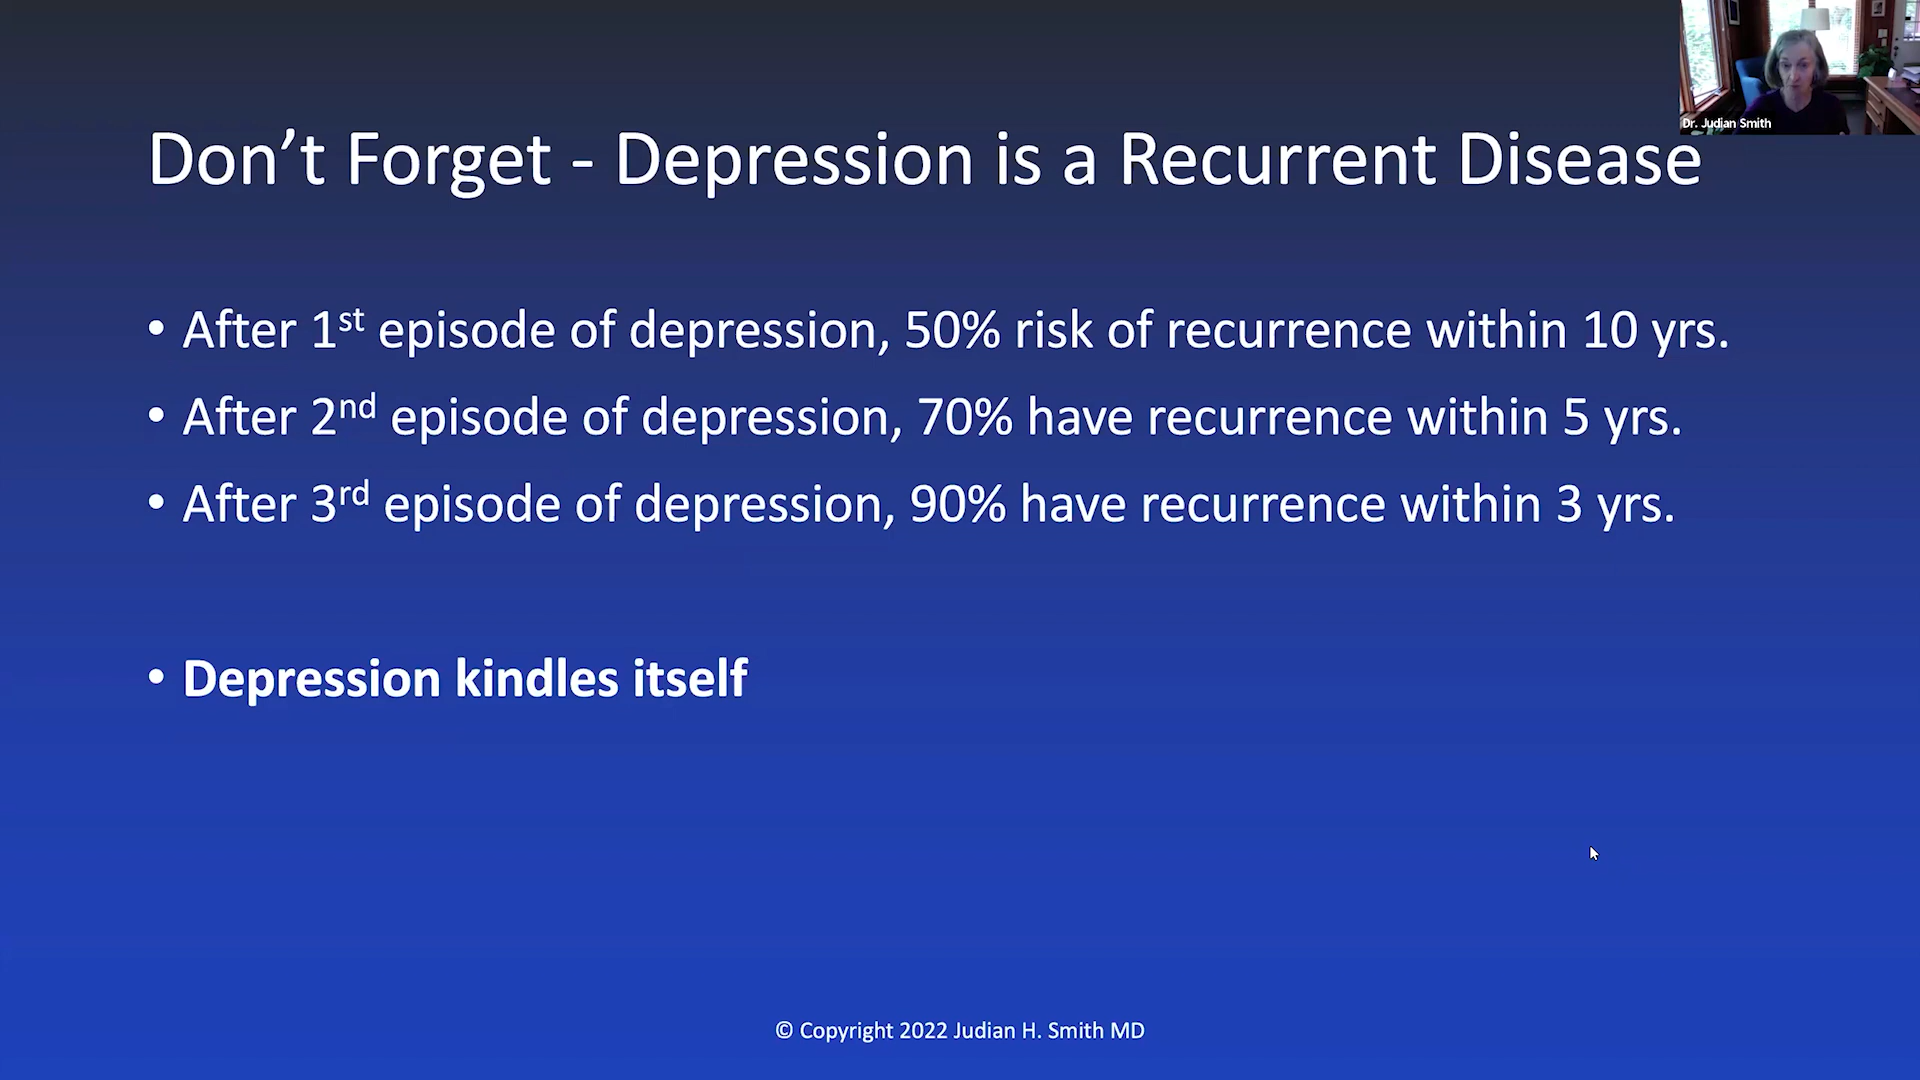 Dr. Judian Smith
Don’t Forget - Depression is a Recurrent Disease
• After 1st episode of depression, 50% risk of recurrence within 10 yrs.
• After 2nd episode of depression, 70% have recurrence within 5 yrs.
• After 3rd episode of depression, 90% have recurrence within 3 yrs.
• Depression kindles itself
© Copyright 2022 Judian H. Smith MD